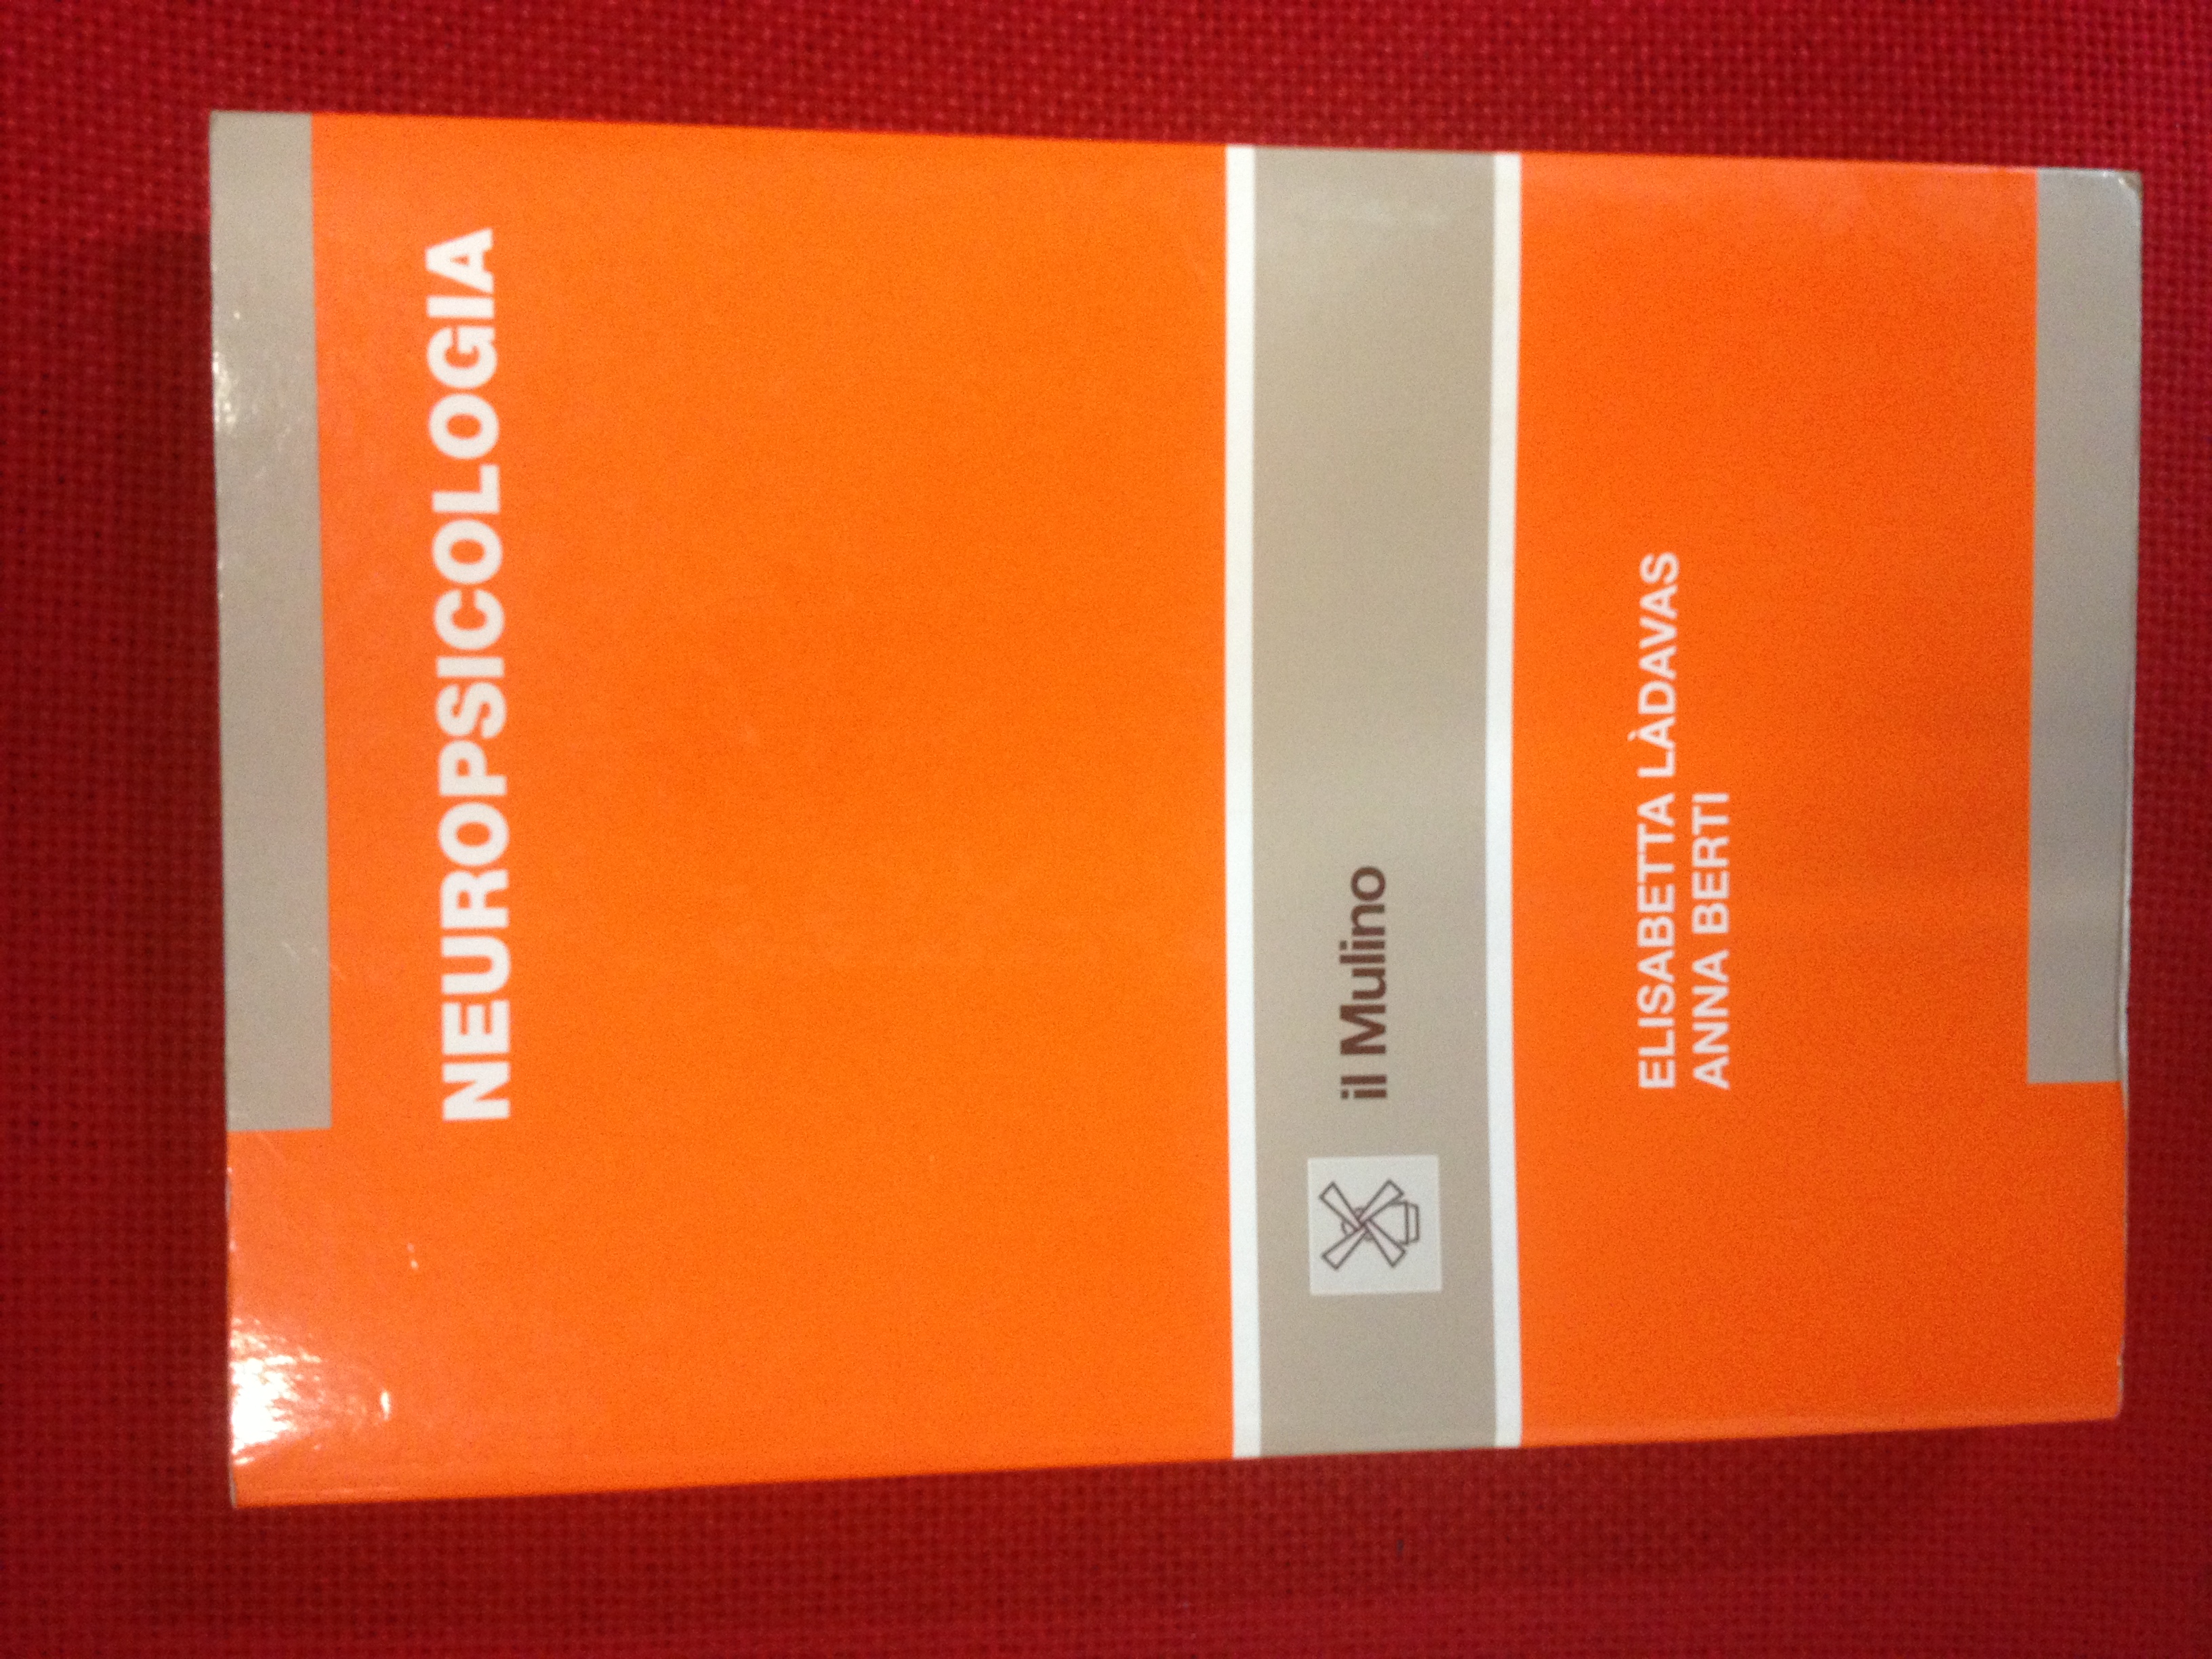 NEUROPSICOLOGIA
il Mulino
ELISABETTA LÀDAVAS
ANNA BERTI